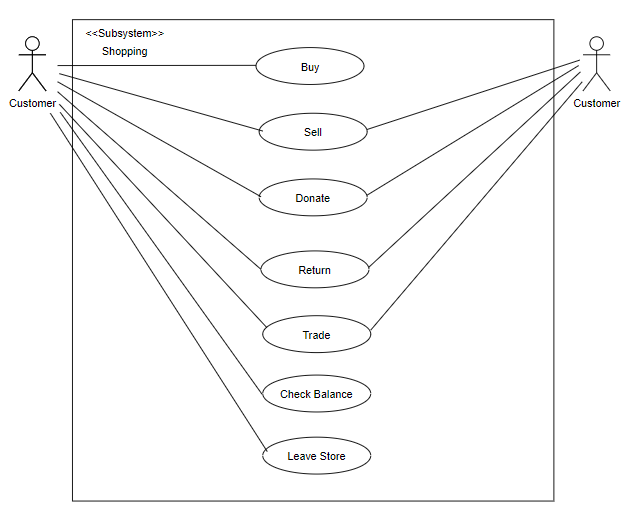 <<Subsystem>>
Shopping
Buy
Customer
Customer
Sell
Donate
Return
Trade
Check Balance
Leave Store